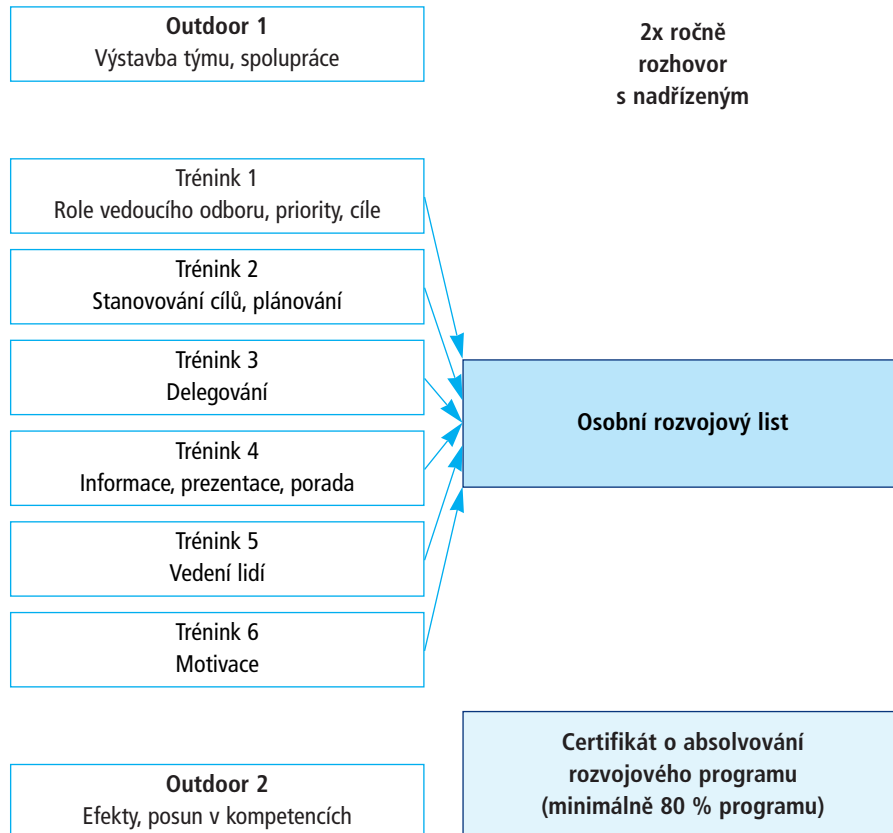 Outdoor 1
Výstavba týmu, spolupráce
2x ročně
rozhovor
s nadřízeným
Trénink 1
Role vedoucího odboru, priority, cíle
Trénink 2
Stanovování cílů, plánování
Trénink 3
Delegování
Trénink 4
Informace, prezentace, porada
Trénink 5
Vedení lidí
Trénink 6
Motivace
Osobní rozvojový list
Outdoor 2
Efekty, posun v kompetencích
Certifikát o absolvování
rozvojového programu
(minimálně 80 % programu)